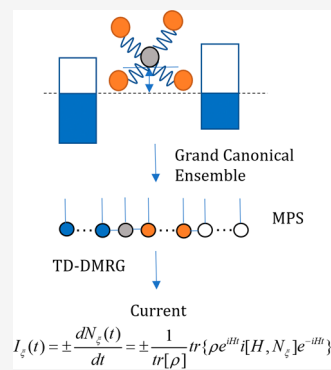 Grand Canonical
Ensemble
MPS
TD-DMRG
Current
I_ξ(t) = ± dN_ξ(t)/dt = ± 1/tr[ρ] tr{ρe^{iHt}i[H, N_ξ]e^{-iHt}}